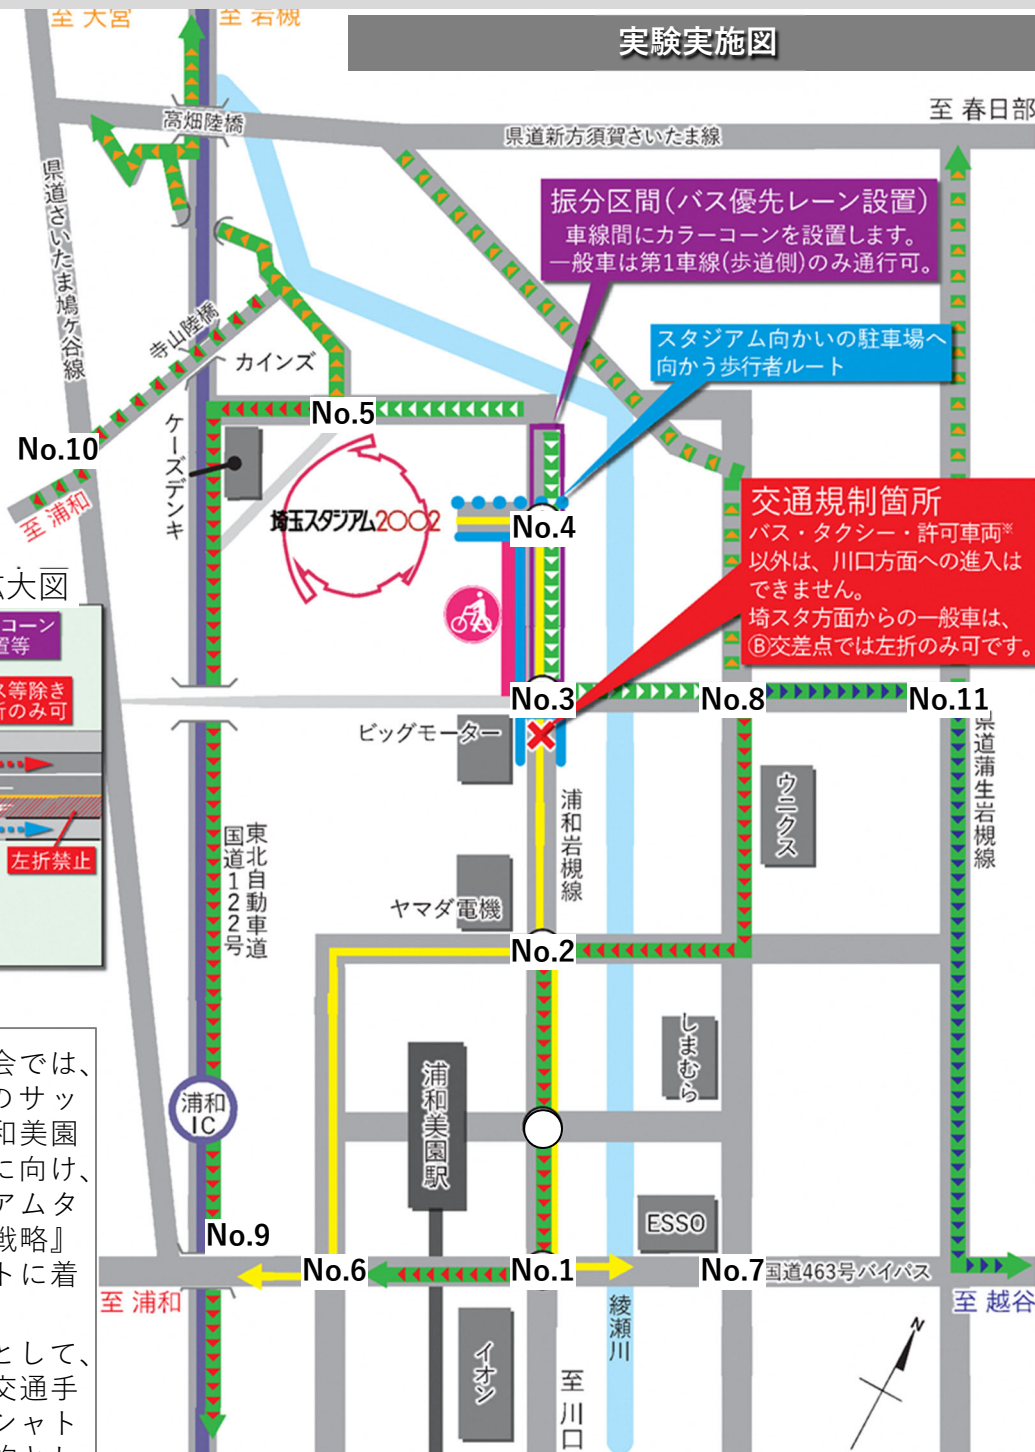 至 大宮
至 岩槻
実験実施図
高畑陸橋
至 春日部
県道新方須賀さいたま線
県道さいたま鳩ヶ谷線
振分区間(バス優先レーン設置)
車線間にカラーコーンを設置します。
一般車は第1車線(歩道側)のみ通行可。
寺山陸橋
スタジアム向かいの駐車場へ
向かう歩行者ルート
カインズ
No.5
No.10
ケーズデンキ
至 浦和
埼玉スタジアム2002
No.4
交通規制箇所
バス・タクシー・許可車両※
以外は、川口方面への進入は
できません。
埼スタ方面からの一般車は、
Ⓑ交差点では左折のみ可です。
大図
コーン
置等
ス等除き
折のみ可
左折禁止
No.3
No.8
No.11
ビッグモーター
県道蒲生岩槻線
ウニクス
浦和岩槻線
東北自動車道
国道122号
ヤマダ電機
No.2
しまむら
浦和美園駅
浦和
IC
会では、
のサッ
和美園
に向け、
アムタ
戦略』
トに着
ESSO
No.9
No.6
No.1
No.7
国道463号バイパス
至 浦和
至 越谷
綾瀬川
イオン
至 川口
N
として、
交通手
シャト